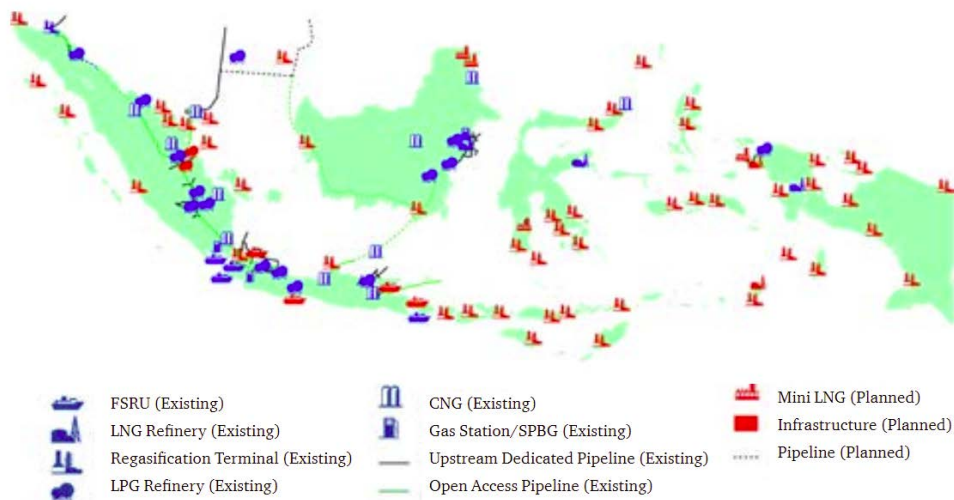 FSRU (Existing)
LNG Refinery (Existing)
Regasification Terminal (Existing)
LPG Refinery (Existing)
CNG (Existing)
Gas Station/SPBG (Existing)
Upstream Dedicated Pipeline (Existing)
Open Access Pipeline (Existing)
Mini LNG (Planned)
Infrastructure (Planned)
Pipeline (Planned)